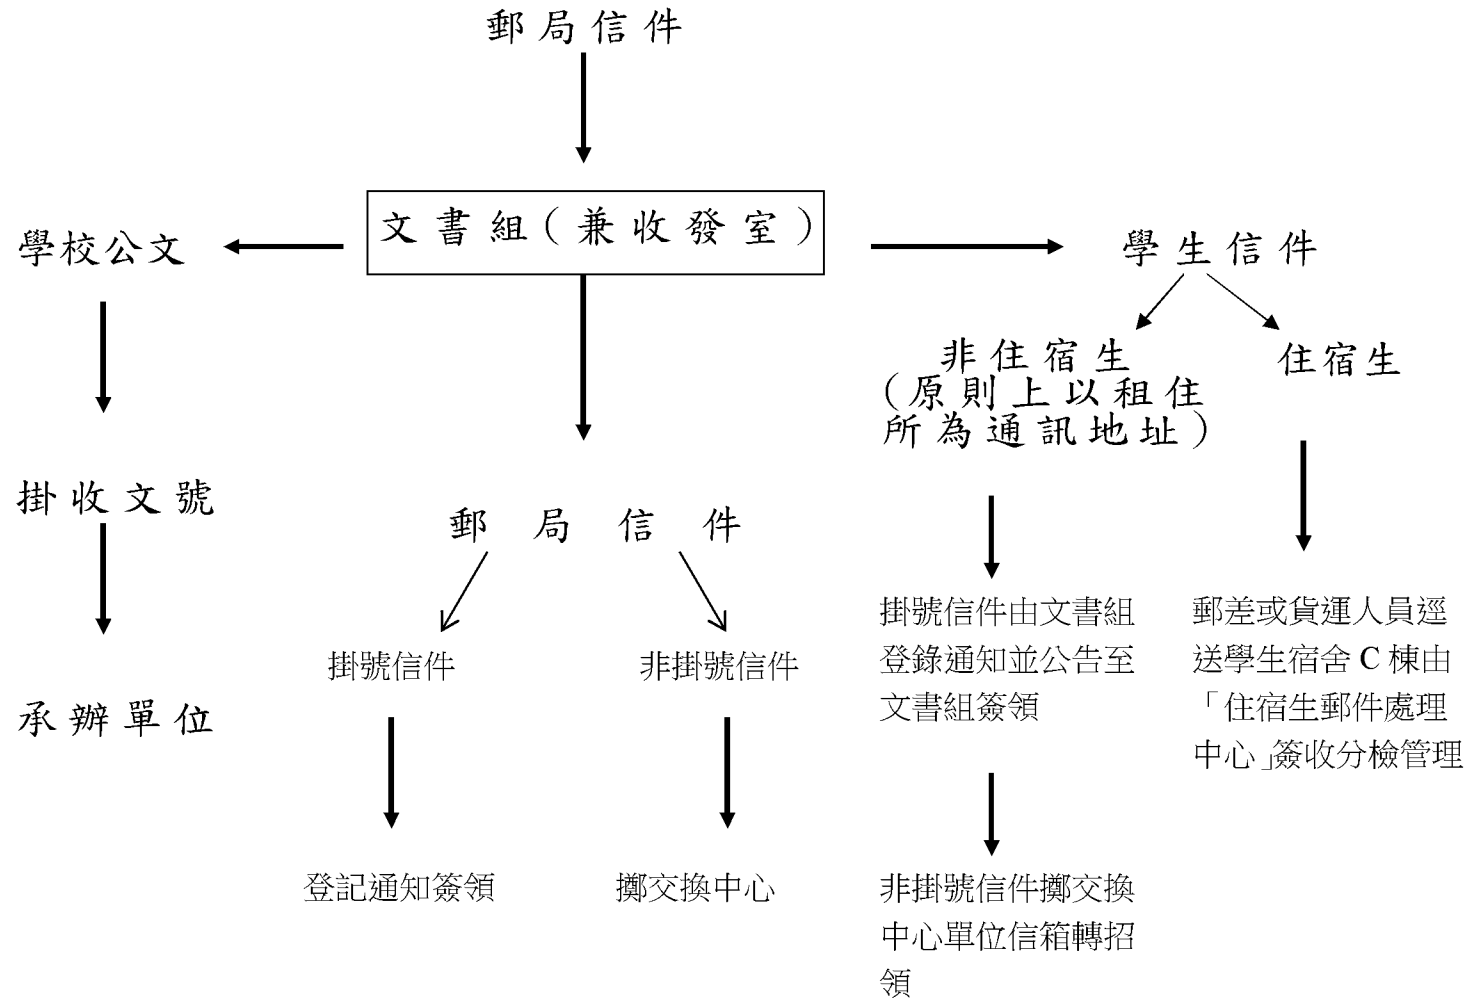 郵局信件
文書組(兼收發室)
學校公文
學生信件
非住宿生
(原則上以租住
所為通訊地址)
住宿生
掛收文號
郵局信件
掛號信件由文書組
登錄通知並公告至
文書組簽領
郵差或貨運人員逕
送學生宿舍C棟由
「住宿生郵件處理
中心」簽收分檢管理
掛號信件
非掛號信件
承辦單位
登記通知簽領
擲交換中心
非掛號信件擲交換
中心單位信箱轉招
領